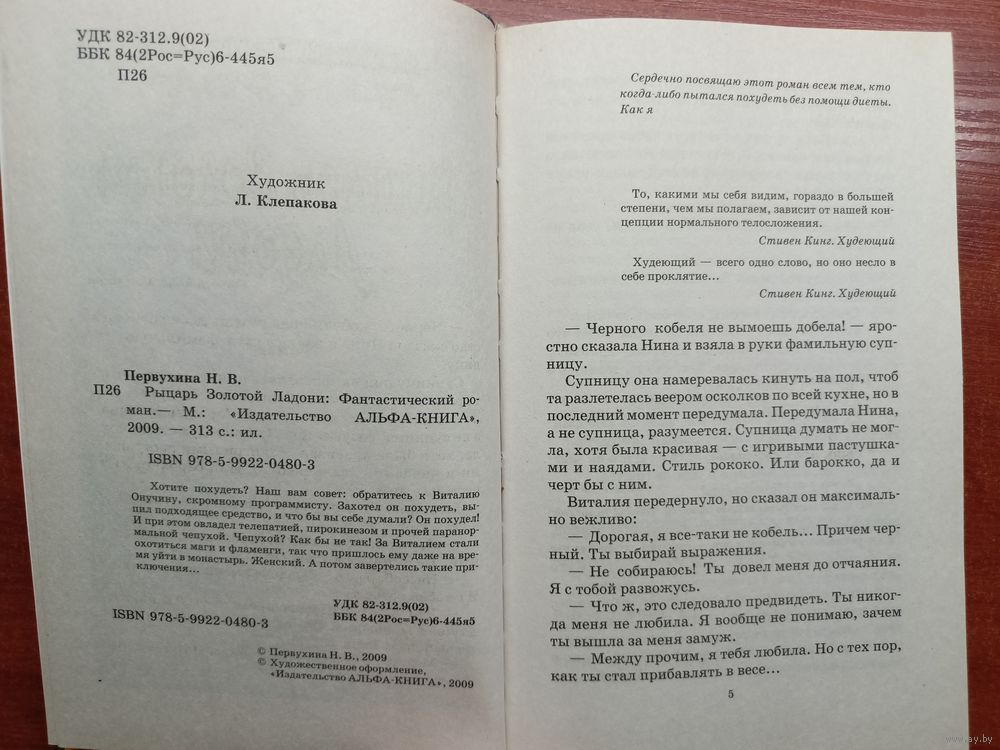 УДК 82-312.9(02)
ББК 84(2Рос=Рус)6-445я5
П26
Художник
Л. Клепакова
Первухина Н. В.
П26 Рыцарь Золотой Ладони: Фантастический ро-
ман.— М.: «Издательство АЛЬФА-КНИГА»,
2009. — 313 с.: ил.
ISBN 978-5-9922-0480-3
Хотите похудеть? Наш вам совет: обратитесь к Виталию
Онучину, скромному программисту. Захотел он похудеть, вы-
пил подходящее средство, и что бы вы себе думали? Он похудел!
И при этом овладел телепатией, пирокинезом и прочей паранор-
мальной чепухой. Чепухой? Как бы не так! За Виталием стали
охотиться маги и фламенги, так что пришлось ему даже на вре-
мя уйти в монастырь. Женский. А потом завертелись такие при-
ключения...
УДК 82-312.9(02)
ББК 84(2Рос=Рус)6-445я5
ISBN 978-5-9922-0480-3
© Первухина Н. В., 2009
© Художественное оформление,
«Издательство АЛЬФА-КНИГА», 2009
Сердечно посвящаю этот роман всем тем, кто
когда-либо пытался похудеть без помощи диеты.
Как я
То, какими мы себя видим, гораздо в большей
степени, чем мы полагаем, зависит от нашей кон-
цепции нормального телосложения.
Стивен Кинг. Худеющий
Худеющий — всего одно слово, но оно несло в
себе проклятие...
Стивен Кинг. Худеющий
— Черного кобеля не вымоешь добела! — яро-
стно сказала Нина и взяла в руки фамильную суп-
ницу.
Супницу она намеревалась кинуть на пол, чтоб
та разлетелась веером осколков по всей кухне, но в
последний момент передумала. Передумала Нина,
а не супница, разумеется. Супница думать не мог-
ла, хотя была красивая — с игривыми пастушка-
ми и наядами. Стиль рококо. Или барокко, да и
черт бы с ним.
Виталия передернуло, но сказал он максималь-
но вежливо:
— Дорогая, я все-таки не кобель... Причем чер-
ный. Ты выбирай выражения.
— Не собираюсь! Ты довел меня до отчаяния.
Я с тобой развожусь.
— Что ж, это следовало предвидеть. Ты никог-
да меня не любила. Я вообще не понимаю, зачем
ты вышла за меня замуж.
— Между прочим, я тебя любила. Но с тех пор,
как ты стал прибавлять в весе...
5
www.ay.by